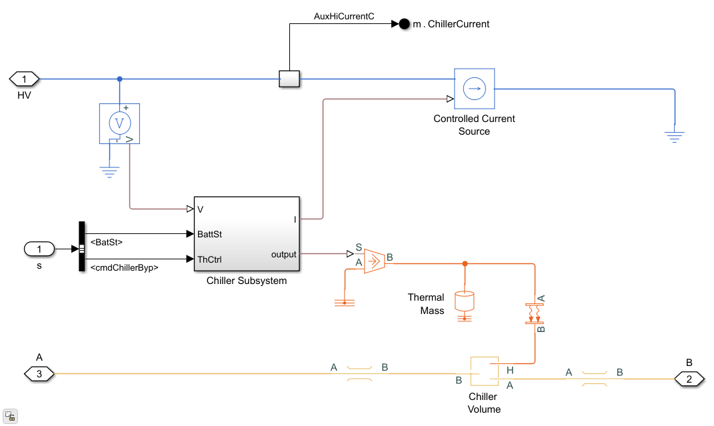 AuxHiCurrentC
m . ChillerCurrent
1
HV
+
V
-
V
Controlled Current
Source
V
BattSt
ThCtrl
I
output
Chiller Subsystem
1
s
<BatSt>
<cmdChillerByp>
S
A
B
Thermal
Mass
A
B
A
3
A
B
B
H
A
Chiller
Volume
A
B
B
2